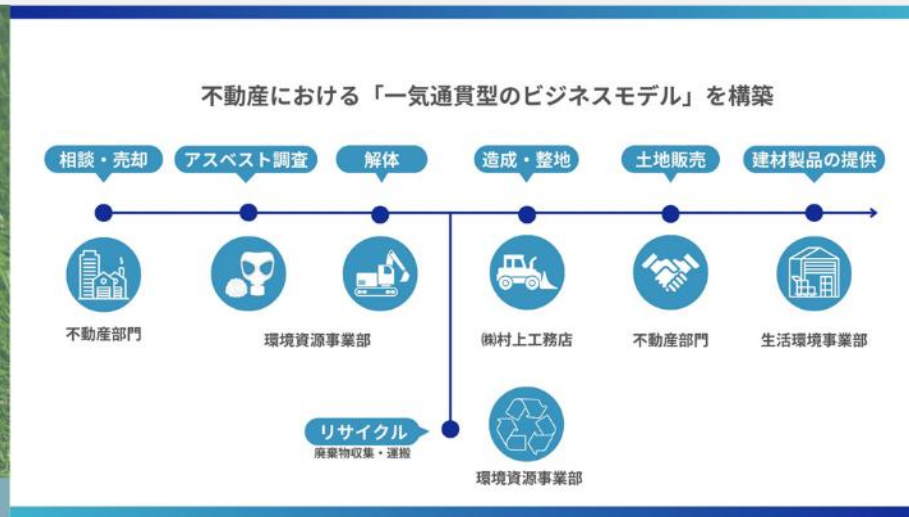 不動産における「一気通貫型のビジネスモデル」を構築
相談・売却
アスベスト調査
解体
造成・整地
土地販売
建材製品の提供
不動産部門
環境資源事業部
㈱村上工務店
不動産部門
生活環境事業部
リサイクル
廃棄物収集・運搬
環境資源事業部